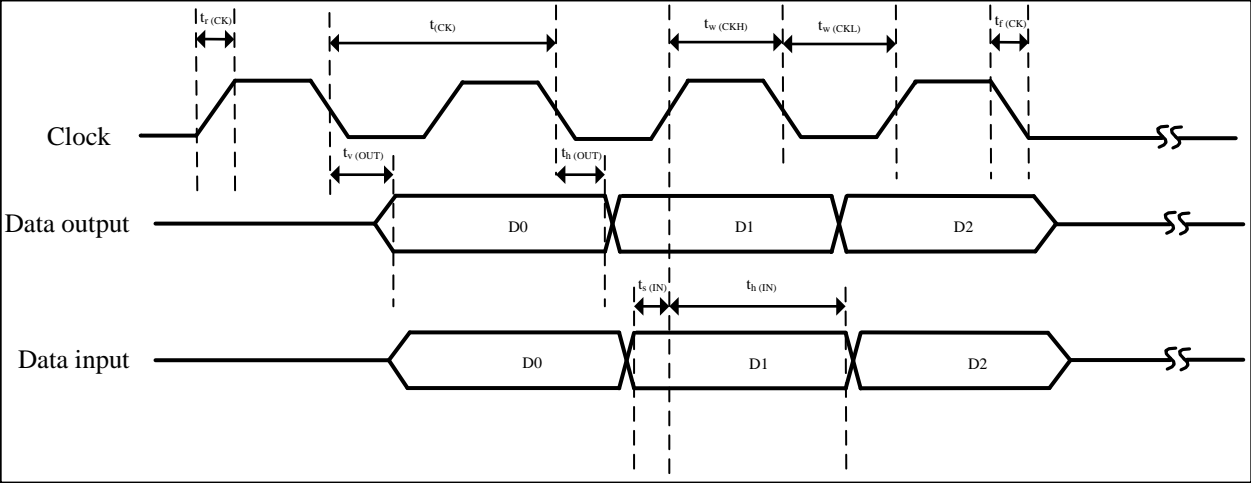 tr (CK)
t(CK)
tw (CKH)
tw (CKL)
tf (CK)
Clock
tv (OUT)
th (OUT)
Data output
D0
D1
D2
ts (IN)
th (IN)
Data input
D0
D1
D2